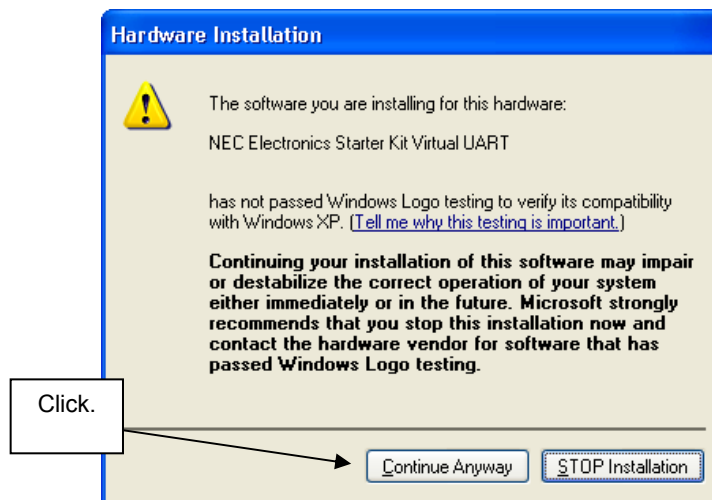 Hardware Installation
The software you are installing for this hardware:
NEC Electronics Starter Kit Virtual UART
has not passed Windows Logo testing to verify its compatibility
with Windows XP. (Tell me why this testing is important.)
Continuing your installation of this software may impair
or destabilize the correct operation of your system
either immediately or in the future. Microsoft strongly
recommends that you stop this installation now and
contact the hardware vendor for software that has
passed Windows Logo testing.
Click.
Continue Anyway
STOP Installation